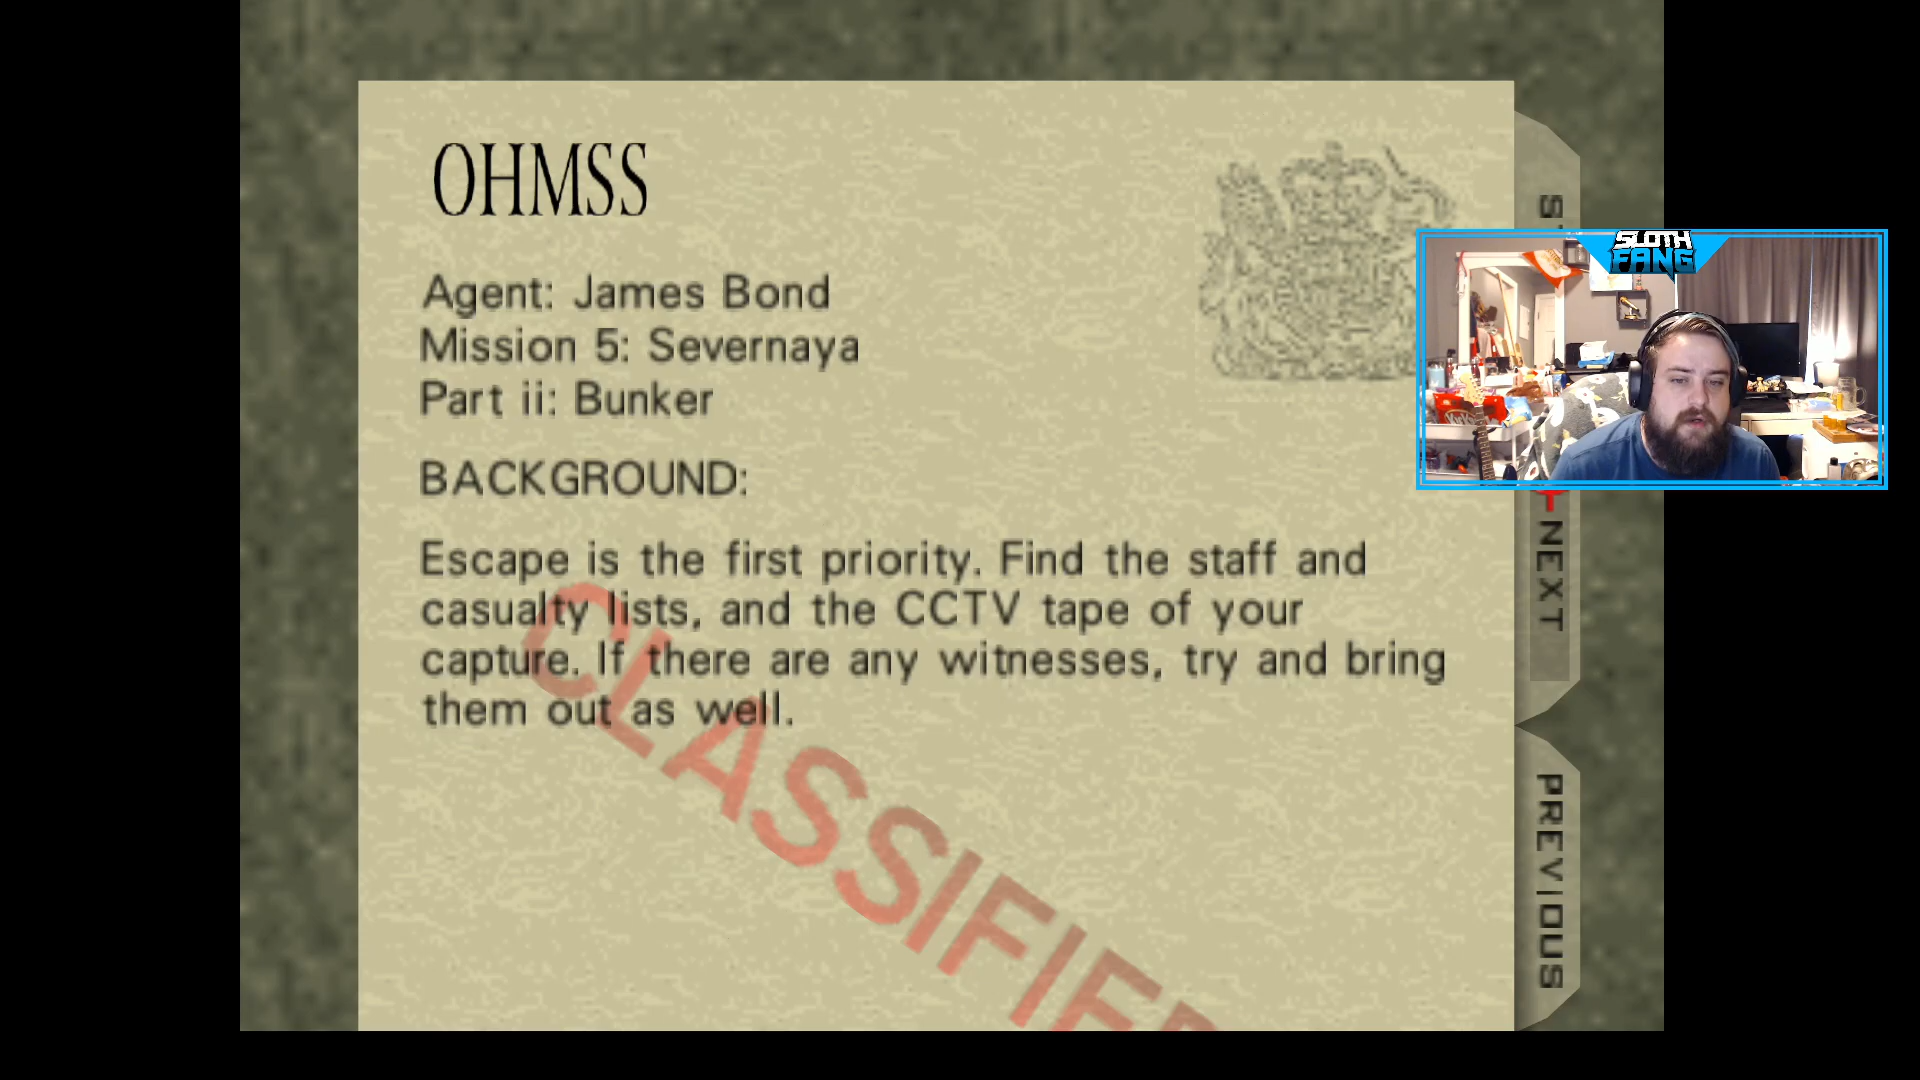 OHMSS
Agent: James Bond
Mission 5: Severnaya
Part ii: Bunker
BACKGROUND:
Escape is the first priority. Find the staff and
casualty lists, and the CCTV tape of your
capture. If there are any witnesses, try and bring
them out as well.
CLASSIFIE
SLOTH
FANG
NEXT
PREVIOUS